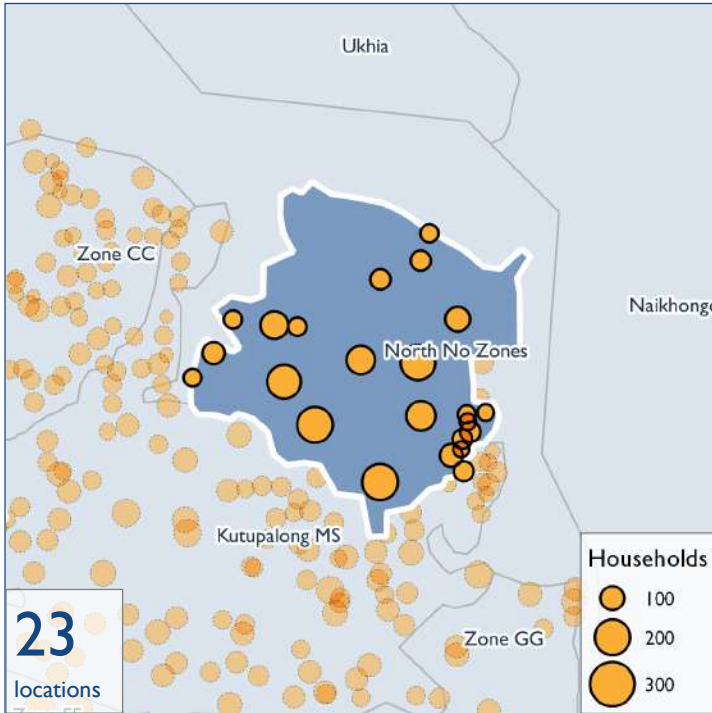 Ukhia
Zone CC
Naikhong
North No Zones
Kutupalong MS
Households
100
200
300
23
locations
Zone GG